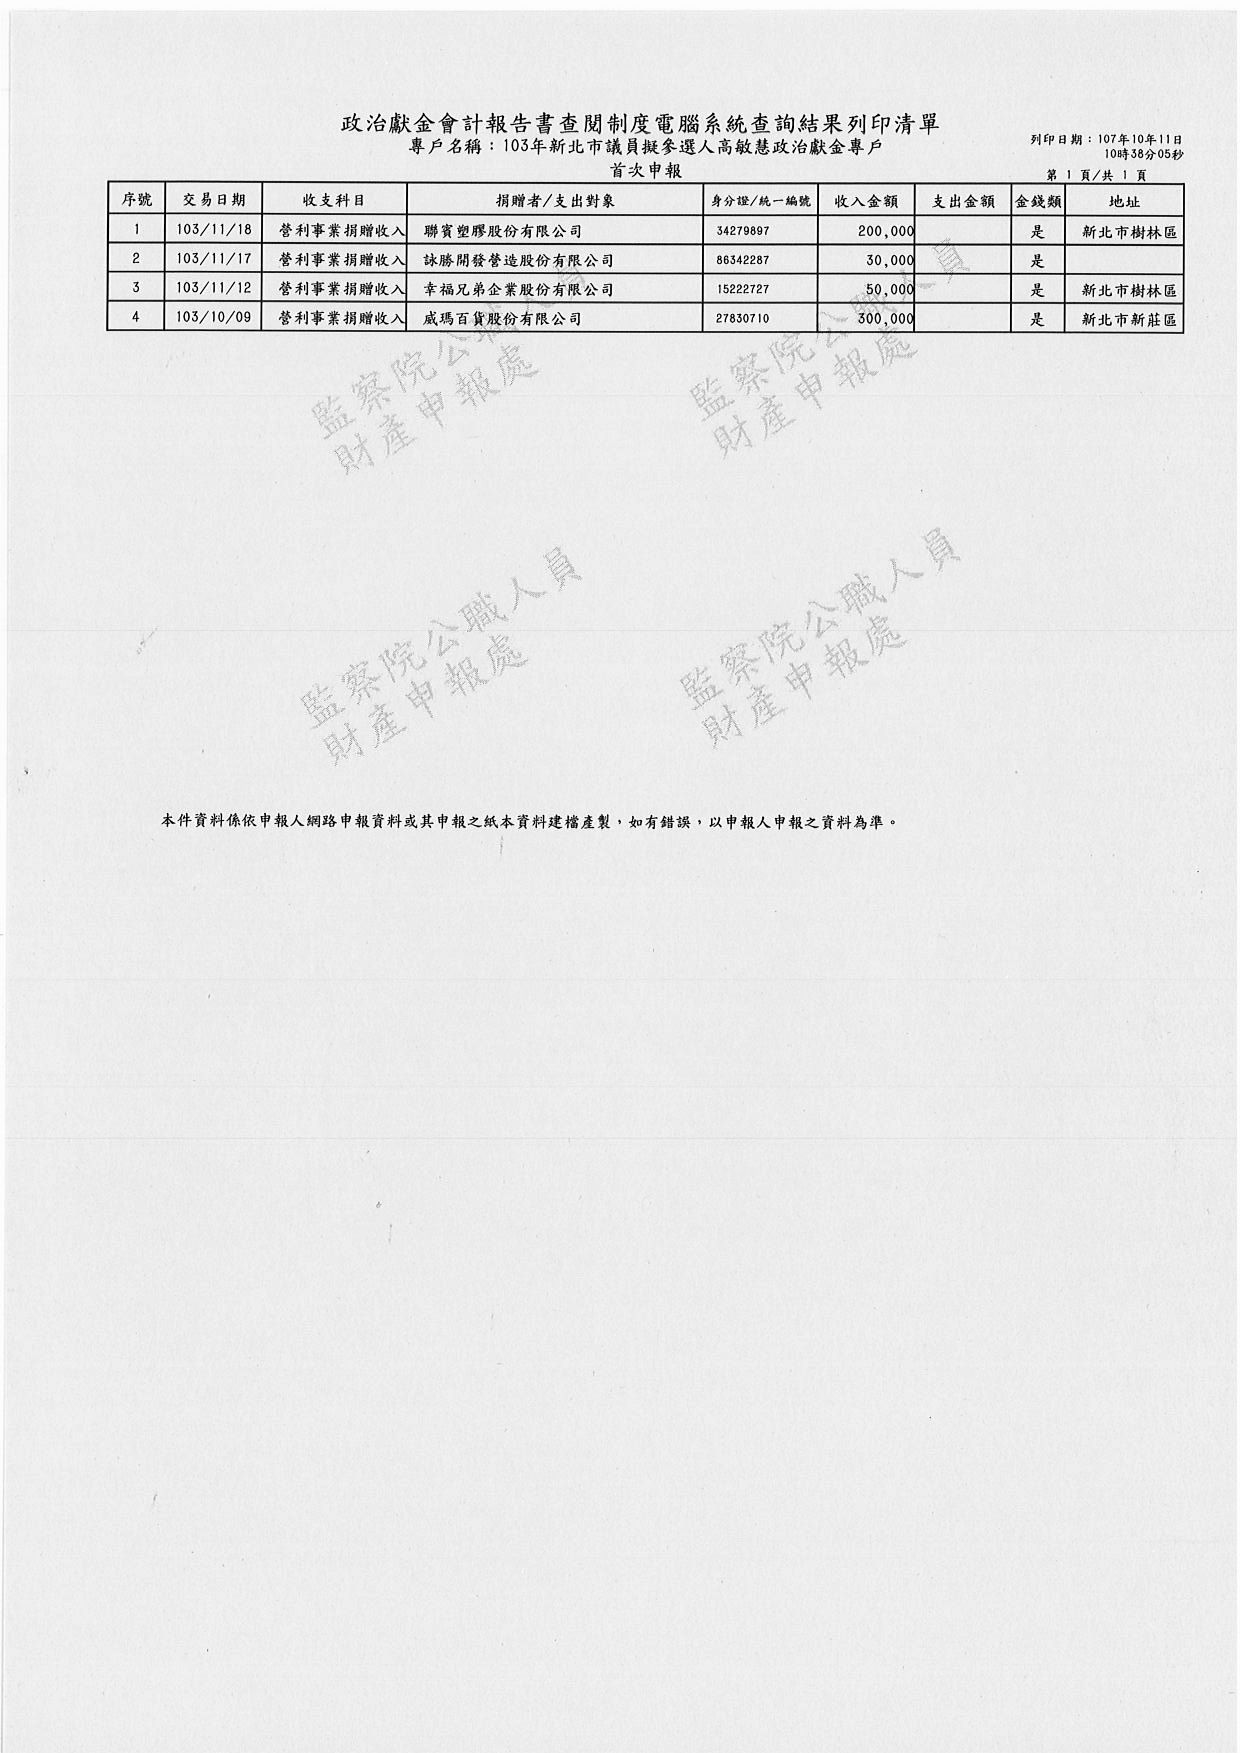 政治獻金會計報告書查閱制度電腦系統查詢結果列印清單
專戶名稱：103年新北市議員擬參選人高敏慧政治獻金專戶
列印日期：107年10年11日
10時38分05秒
首次申報
第 1 頁/共 1 頁
序號 交易日期 收支科目 捐贈者/支出對象 身分證/統一編號 收入金額 支出金額 金錢類 地址
1 103/11/18 營利事業捐贈收入 聯賓塑膠股份有限公司 34279897 200,000 是 新北市樹林區
2 103/11/17 營利事業捐贈收入 詠勝開發營造股份有限公司 86342287 30,000 是
3 103/11/12 營利事業捐贈收入 幸福兄弟企業股份有限公司 15222727 50,000 是 新北市樹林區
4 103/10/09 營利事業捐贈收入 威瑪百貨股份有限公司 27830710 300,000 是 新北市新莊區
監察院公職人員
財產申報處
監察院公職人員
財產申報處
監察院公職人員
財產申報處
監察院公職人員
財產申報處
本件資料係依申報人網路申報資料或其申報之紙本資料建檔產製，如有錯誤，以申報人申報之資料為準。